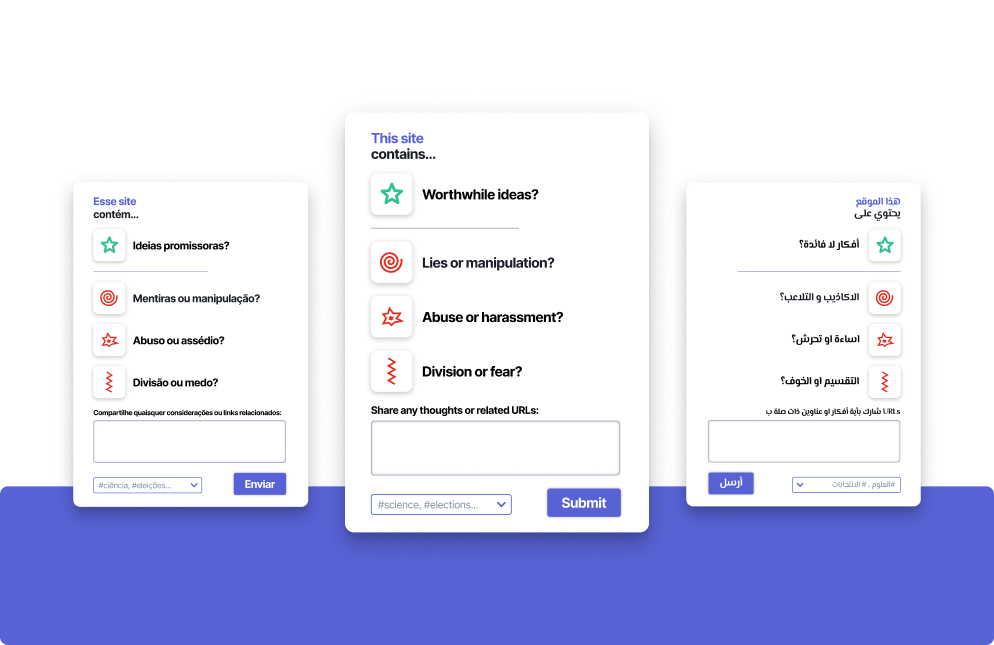 Esse site
contém...
Ideias promissoras?
Mentiras ou manipulação?
Abuso ou assédio?
Divisão ou medo?
Compartilhe quaisquer considerações ou links relacionados:
#ciência, #eleições...
Enviar
This site
contains...
Worthwhile ideas?
Lies or manipulation?
Abuse or harassment?
Division or fear?
Share any thoughts or related URLs:
#science, #elections...
Submit
هذا الموقع
يحتوي على
أفكار لا فائدة؟
الاكاذيب و التلاعب؟
اساءة او تحرش؟
التقسيم او الخوف؟
URLs شارك بأية أفكار او عناوين ذات صلة ب
#العلوم ، # الانتخابات
أرسل